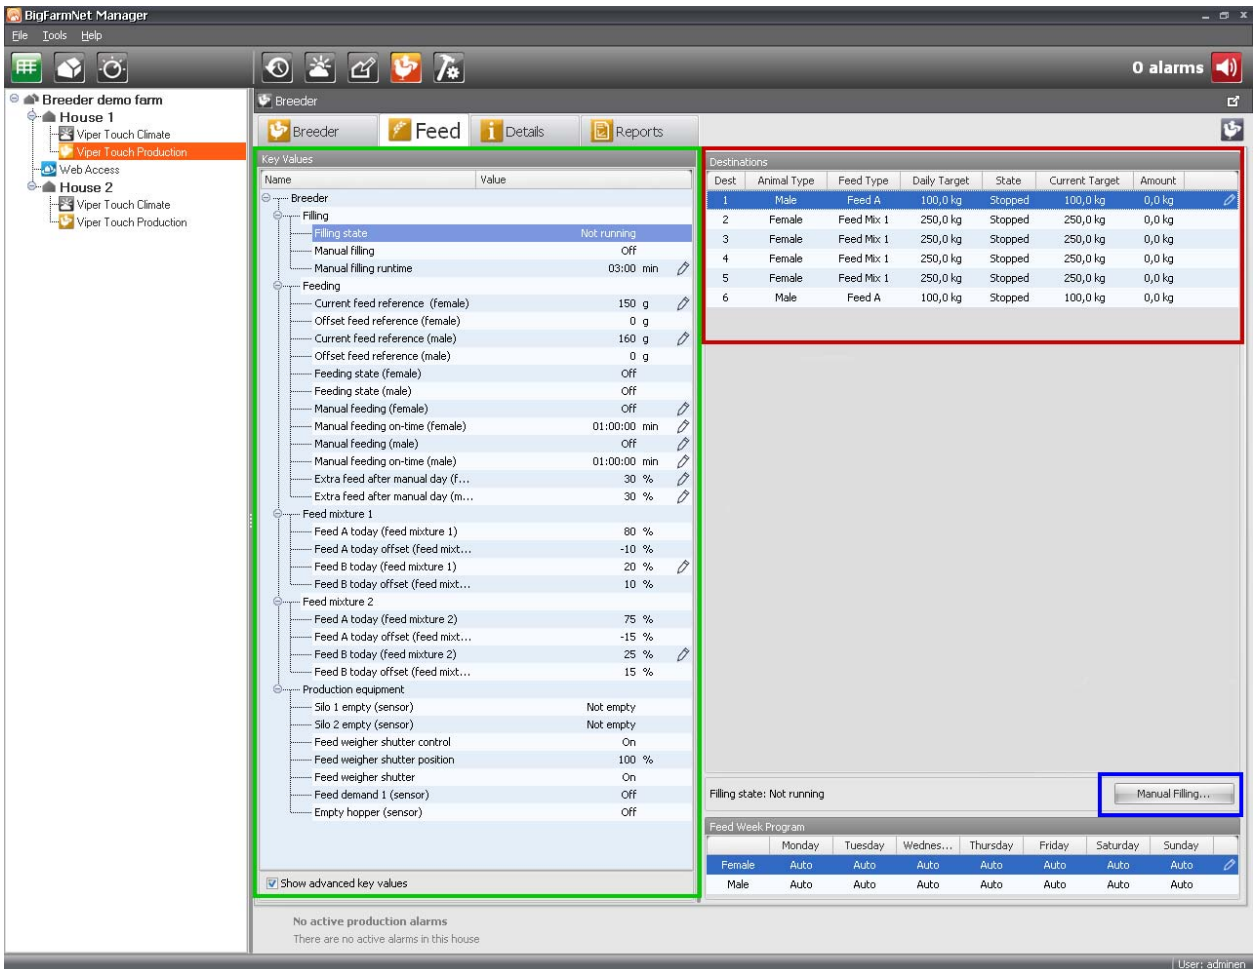 BigFarmNet Manager
File Tools Help
0 alarms
Breeder demo farm
House 1
Viper Touch Climate
Viper Touch Production
Web Access
House 2
Viper Touch Climate
Viper Touch Production
Breeder
Breeder Feed Details Reports
Key Values
Name Value
Breeder
Filling
Filling state Not running
Manual filling Off
Manual filling runtime 03:00 min
Feeding
Current feed reference (female) 150 g
Offset feed reference (female) 0 g
Current feed reference (male) 160 g
Offset feed reference (male) 0 g
Feeding state (female) Off
Feeding state (male) Off
Manual feeding (female) Off
Manual feeding on-time (female) 01:00:00 min
Manual feeding (male) Off
Manual feeding on-time (male) 01:00:00 min
Extra feed after manual day (f... 30 %
Extra feed after manual day (m... 30 %
Feed mixture 1
Feed A today (feed mixture 1) 80 %
Feed A today offset (feed mixt... -10 %
Feed B today (feed mixture 1) 20 %
Feed B today offset (feed mixt... 10 %
Feed mixture 2
Feed A today (feed mixture 2) 75 %
Feed A today offset (feed mixt... -15 %
Feed B today (feed mixture 2) 25 %
Feed B today offset (feed mixt... 15 %
Production equipment
Silo 1 empty (sensor) Not empty
Silo 2 empty (sensor) Not empty
Feed weigher shutter control On
Feed weigher shutter position 100 %
Feed weigher shutter On
Feed demand 1 (sensor) Off
Empty hopper (sensor) Off
Show advanced key values
Destinations
Dest Animal Type Feed Type Daily Target State Current Target Amount
1 Male Feed A 100,0 kg Stopped 100,0 kg 0,0 kg
2 Female Feed Mix 1 250,0 kg Stopped 250,0 kg 0,0 kg
3 Female Feed Mix 1 250,0 kg Stopped 250,0 kg 0,0 kg
4 Female Feed Mix 1 250,0 kg Stopped 250,0 kg 0,0 kg
5 Female Feed Mix 1 250,0 kg Stopped 250,0 kg 0,0 kg
6 Male Feed A 100,0 kg Stopped 100,0 kg 0,0 kg
Filling state: Not running Manual Filling...
Feed Week Program
Monday Tuesday Wednes... Thursday Friday Saturday Sunday
Female Auto Auto Auto Auto Auto Auto Auto
Male Auto Auto Auto Auto Auto Auto Auto
No active production alarms
There are no active alarms in this house
User: adminen